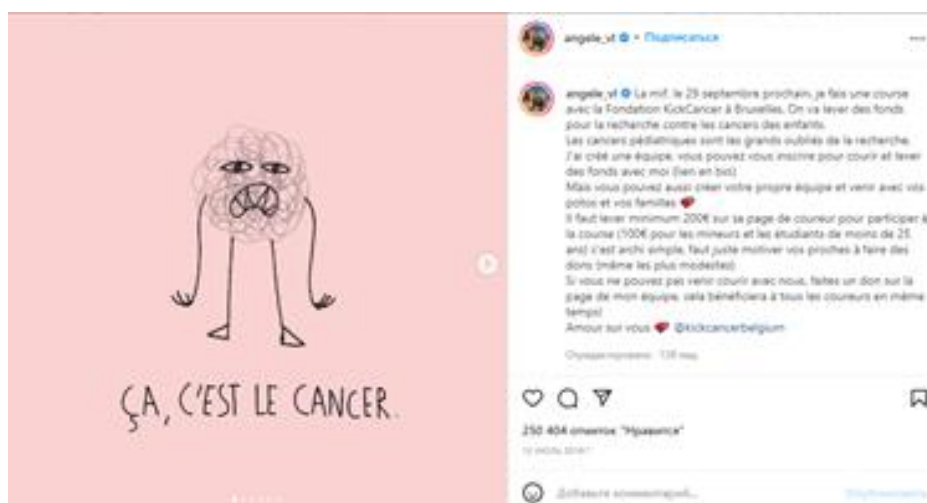 ÇA, C'EST LE CANCER.
angele_vl • Подписаться
angele_vl La mif, le 29 septembre prochain, je fais une course
avec la Fondation KickCancer à Bruxelles. On va lever des fonds
pour la recherche contre les cancers des enfants.
Les cancers pédiatriques sont les grands oubliés de la recherche.
J'ai créé une équipe, vous pouvez vous inscrire pour courir et lever
des fonds avec moi (lien en bio)
Mais vous pouvez aussi créer votre propre équipe et venir avec vos
potos et vos familles
Il faut lever minimum 200€ sur sa page de coureur pour participer à
la course (100€ pour les mineurs et les étudiants de moins de 25
ans) c'est archi simple, faut juste motiver vos proches à faire des
dons (même les plus modestes)
Si vous ne pouvez pas venir courir avec nous, faites un don sur la
page de mon équipe, cela bénéficiera à tous les coureurs en même
temps!
Amour sur vous @kickcancerbelgium
Отредактировано · 138 нед.
250 404 отметок "Нравится"
Добавьте комментарий...